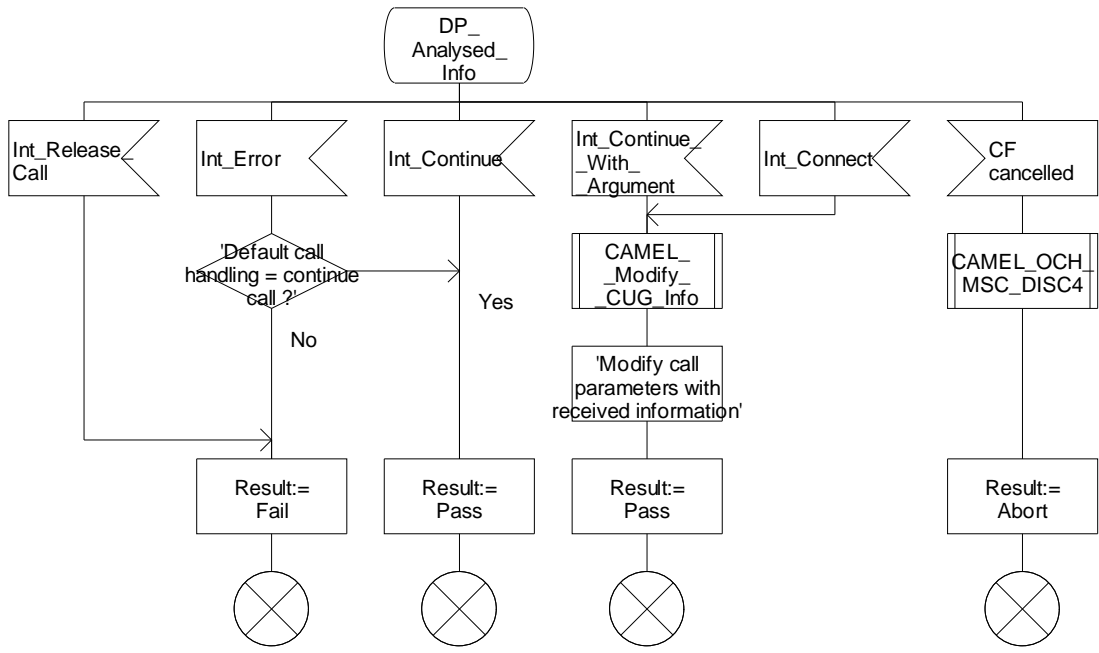 DP_
Analysed_
Info
Int_Release_
Call
Int_Error
Int_Continue
Int_Continue_
_With_
_Argument
Int_Connect
CF
cancelled
'Default call
handling = continue
call ?'
Yes
No
CAMEL_
_Modify_
_CUG_Info
CAMEL_OCH_
MSC_DISC4
'Modify call
parameters with
received information'
Result:=
Fail
Result:=
Pass
Result:=
Pass
Result:=
Abort